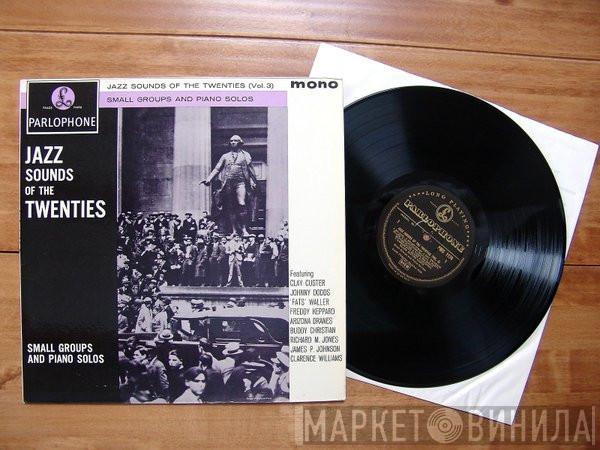 JAZZ SOUNDS OF THE TWENTIES (Vol. 3)
mono
SMALL GROUPS AND PIANO SOLOS
TRADE MARK
PARLOPHONE
JAZZ
SOUNDS
OF THE
TWENTIES
Featuring
CLAY CUSTER
JOHNNY DODDS
'FATS' WALLER
FREDDY KEPPARD
ARIZONA DRANES
BUDDY CHRISTIAN
RICHARD M. JONES
JAMES P. JOHNSON
CLARENCE WILLIAMS
SMALL GROUPS
AND PIANO SOLOS
LONG PLAYING
PARLOPHONE
МАРКЕТ ВИНИЛА